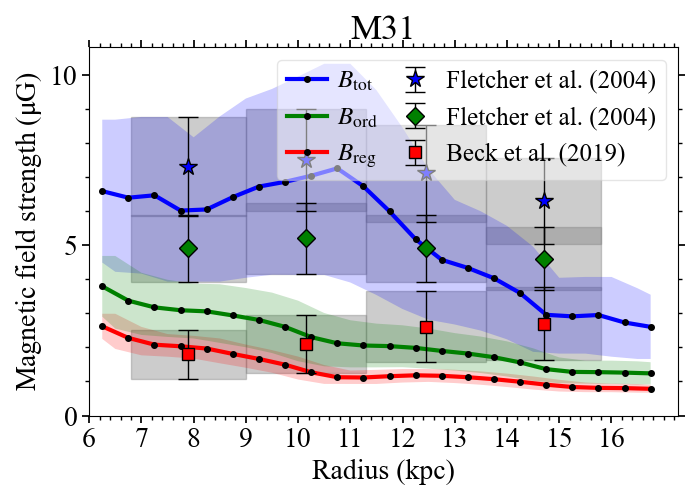 M31
Magnetic field strength (μG)
10
5
0
B_tot
B_ord
B_reg
Fletcher et al. (2004)
Fletcher et al. (2004)
Beck et al. (2019)
6 7 8 9 10 11 12 13 14 15 16
Radius (kpc)